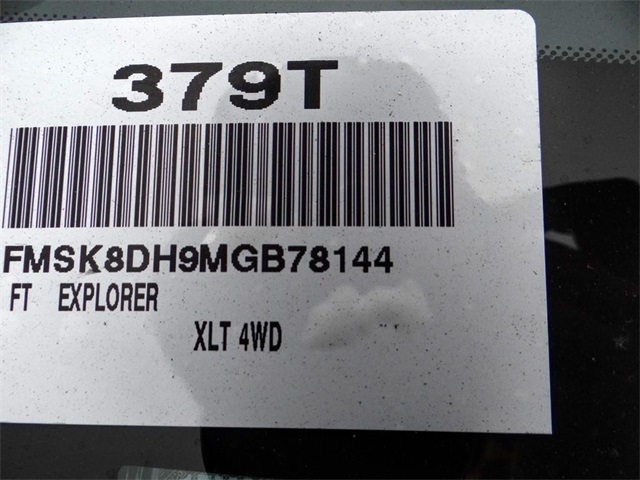 379T
FMSK8DH9MGB78144
FT EXPLORER
XLT 4WD